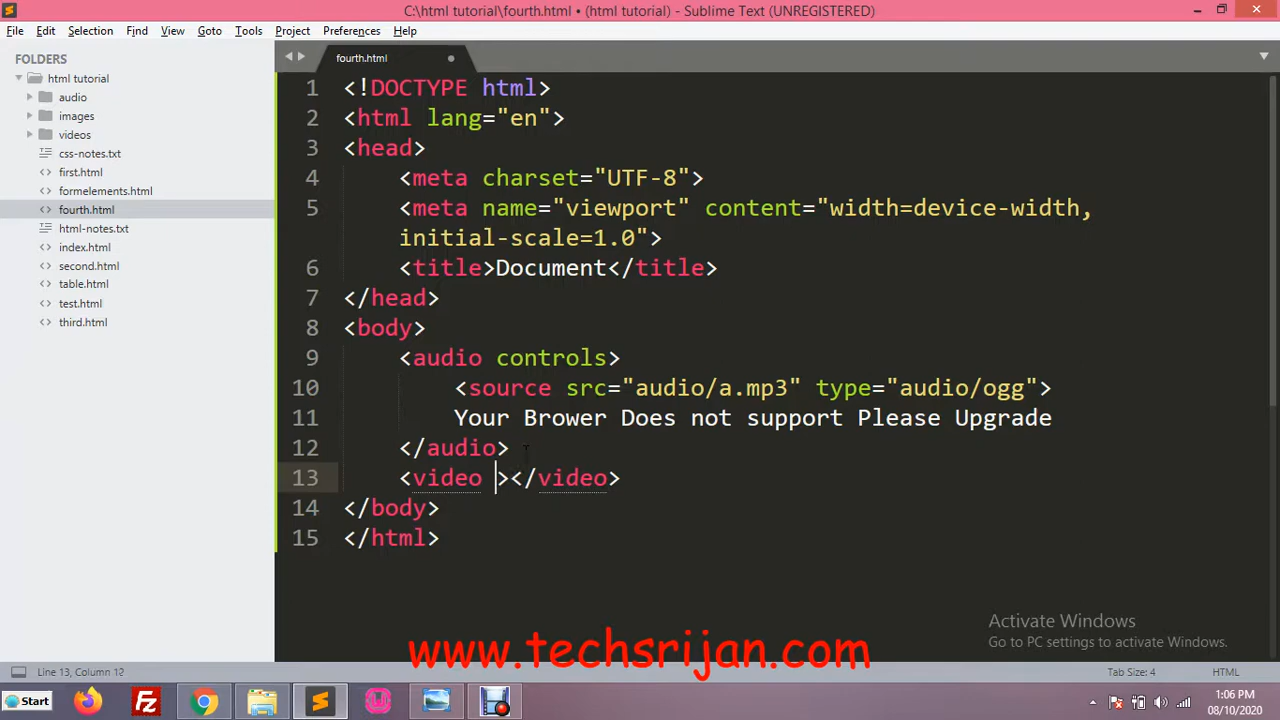 C:\html tutorial\fourth.html • (html tutorial) - Sublime Text (UNREGISTERED)
File Edit Selection Find View Goto Tools Project Preferences Help
FOLDERS
html tutorial
audio
images
videos
css-notes.txt
first.html
formelements.html
fourth.html
html-notes.txt
index.html
second.html
table.html
test.html
third.html
fourth.html
1 <!DOCTYPE html>
2 <html lang="en">
3 <head>
4 <meta charset="UTF-8">
5 <meta name="viewport" content="width=device-width,
initial-scale=1.0">
6 <title>Document</title>
7 </head>
8 <body>
9 <audio controls>
10 <source src="audio/a.mp3" type="audio/ogg">
11 Your Brower Does not support Please Upgrade
12 </audio>
13 <video ></video>
14 </body>
15 </html>
Activate Windows
Go to PC settings to activate Windows.
www.techsrijan.com
Line 13, Column 12
Tab Size: 4
HTML
Start
1:06 PM
08/10/2020